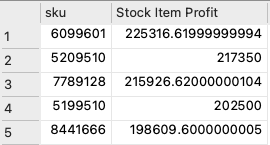 sku Stock Item Profit
1 6099601 225316.61999999994
2 5209510 217350
3 7789128 215926.62000000104
4 5199510 202500
5 8441666 198609.6000000005